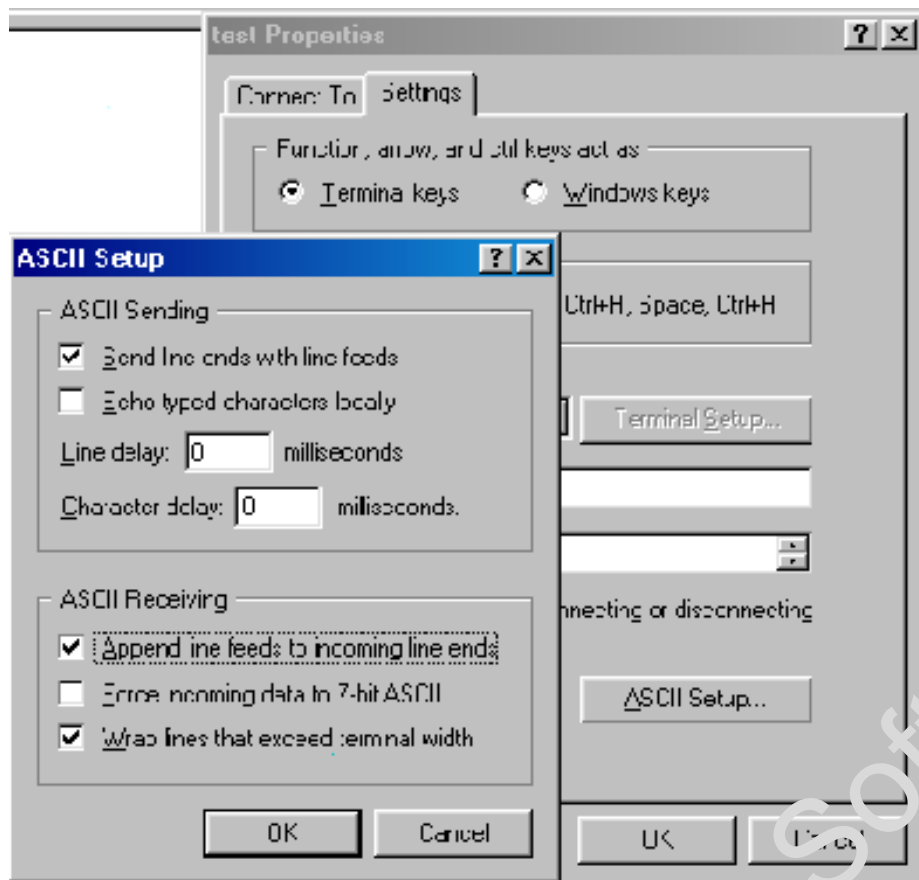 test Properties
Connect To
Settings
Function, arrow, and ctrl keys act as
Terminal keys
Windows keys
ASCII Setup
ASCII Sending
Send line ends with line feeds
Echo typed characters locally
Line delay: 0 milliseconds
Character delay: 0 milliseconds.
ASCII Receiving
Append line feeds to incoming line ends
Force incoming data to 7-bit ASCII
Wrap lines that exceed terminal width
OK
Cancel
Ctrl+H, Space, Ctrl+H
Terminal Setup...
nnecting or disconnecting
ASCII Setup...
OK
Cancel
Sof